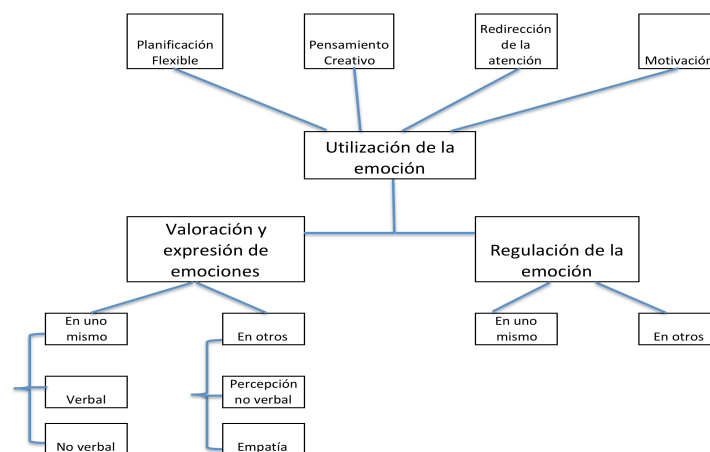 Planificación
Flexible
Pensamiento
Creativo
Redirección
de la
atención
Motivación
Utilización de la
emoción
Valoración y
expresión de
emociones
Regulación de la
emoción
En uno
mismo
En otros
En uno
mismo
En otros
Verbal
Percepción
no verbal
No verbal
Empatía